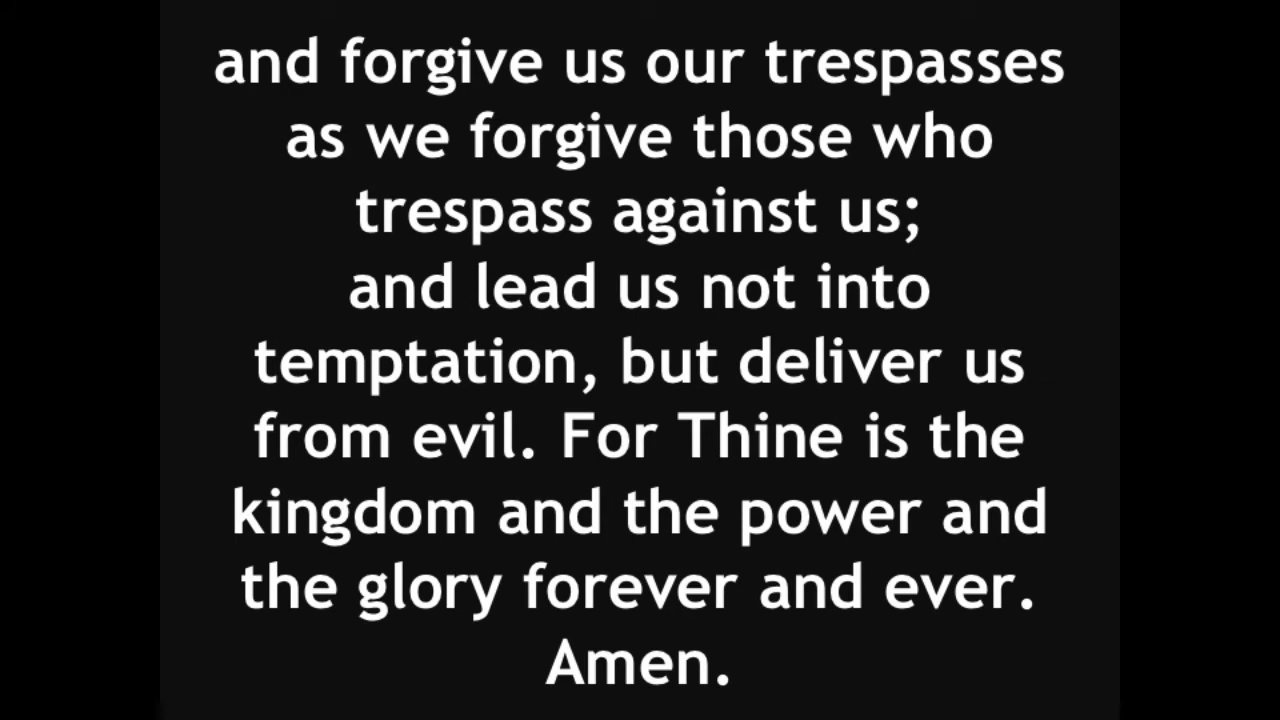 and forgive us our trespasses
as we forgive those who
trespass against us;
and lead us not into
temptation, but deliver us
from evil. For Thine is the
kingdom and the power and
the glory forever and ever.
Amen.